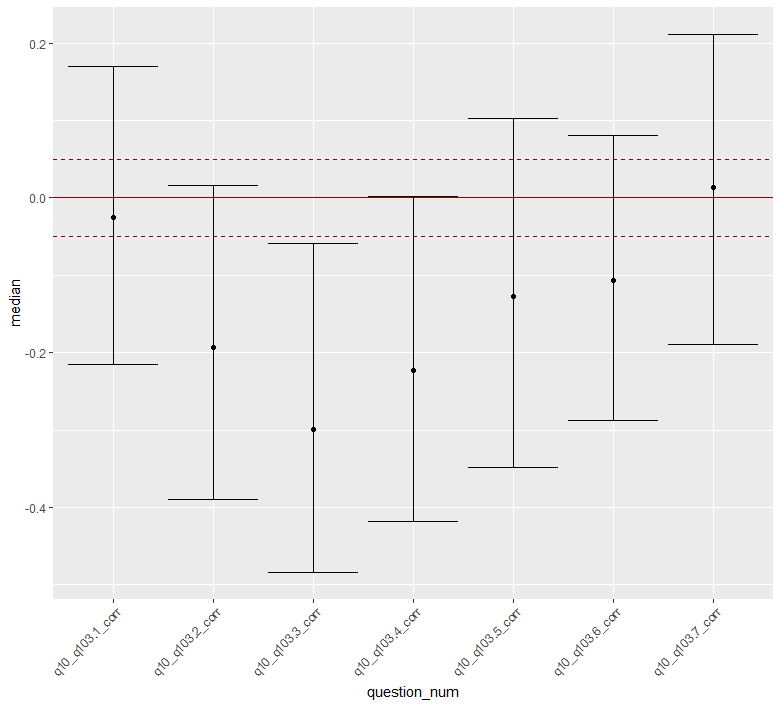 0.2
0.0
-0.2
-0.4
median
q10_q103.1_corr
q10_q103.2_corr
q10_q103.3_corr
q10_q103.4_corr
q10_q103.5_corr
q10_q103.6_corr
q10_q103.7_corr
question_num